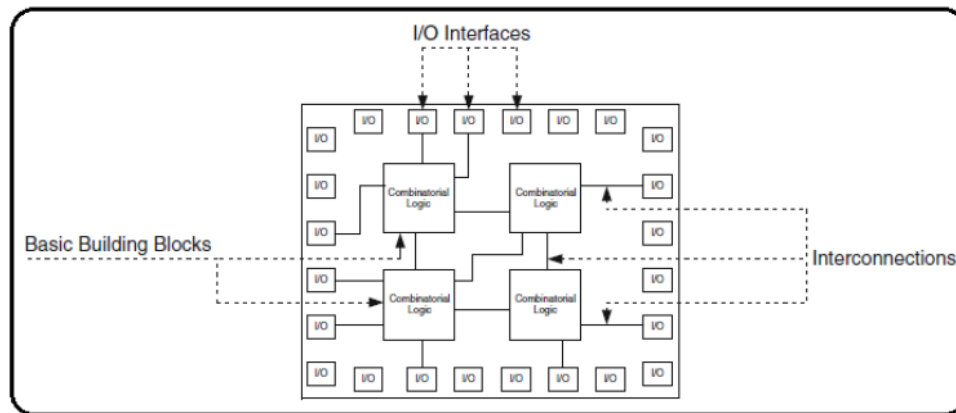 I/O Interfaces
I/O I/O I/O I/O I/O I/O
I/O I/O
I/O I/O
Combinatorial
Logic
Combinatorial
Logic
I/O I/O
Basic Building Blocks
Interconnections
I/O I/O
Combinatorial
Logic
Combinatorial
Logic
I/O I/O
I/O I/O
I/O I/O I/O I/O I/O I/O